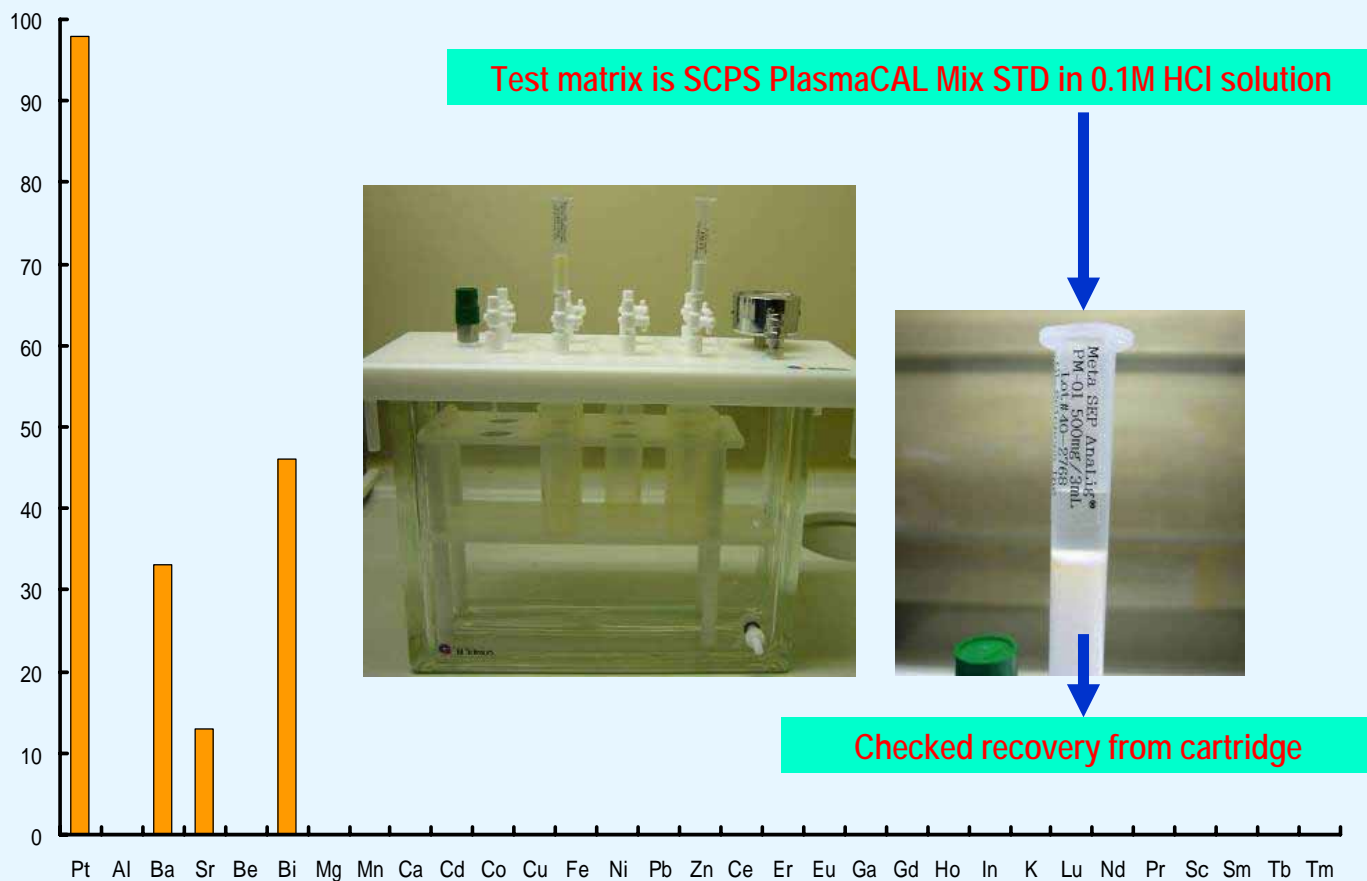 100
90
80
70
60
50
40
30
20
10
0
Test matrix is SCPS PlasmaCAL Mix STD in 0.1M HCl solution
Meta SEP AnaLig®
PM-01 500mg/3mL
Lot #40-2768
Checked recovery from cartridge
Pt Al Ba Sr Be Bi Mg Mn Ca Cd Co Cu Fe Ni Pb Zn Ce Er Eu Ga Gd Ho In K Lu Nd Pr Sc Sm Tb Tm